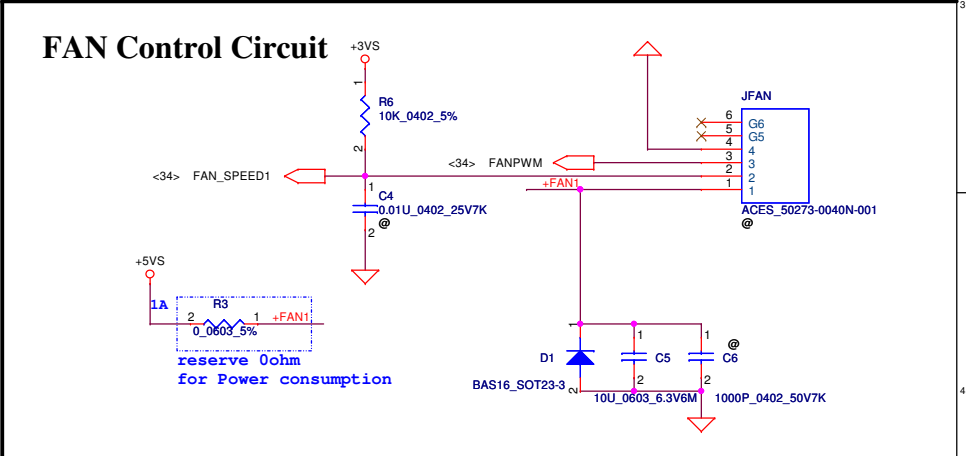 3
FAN Control Circuit
+3VS
1
R6
10K_0402_5%
2
JFAN
6 G6
5 G5
4 4
3 3
2 2
1 1
ACES_50273-0040N-001
@
<34> FANPWM
<34> FAN_SPEED1
+FAN1
1
C4
0.01U_0402_25V7K
@
2
+5VS
1A
R3
2 1 +FAN1
0_0603_5%
reserve 0ohm
for Power consumption
1 1 1 @
D1 C5 C6
BAS16_SOT23-3
2 2 2
10U_0603_6.3V6M 1000P_0402_50V7K
4